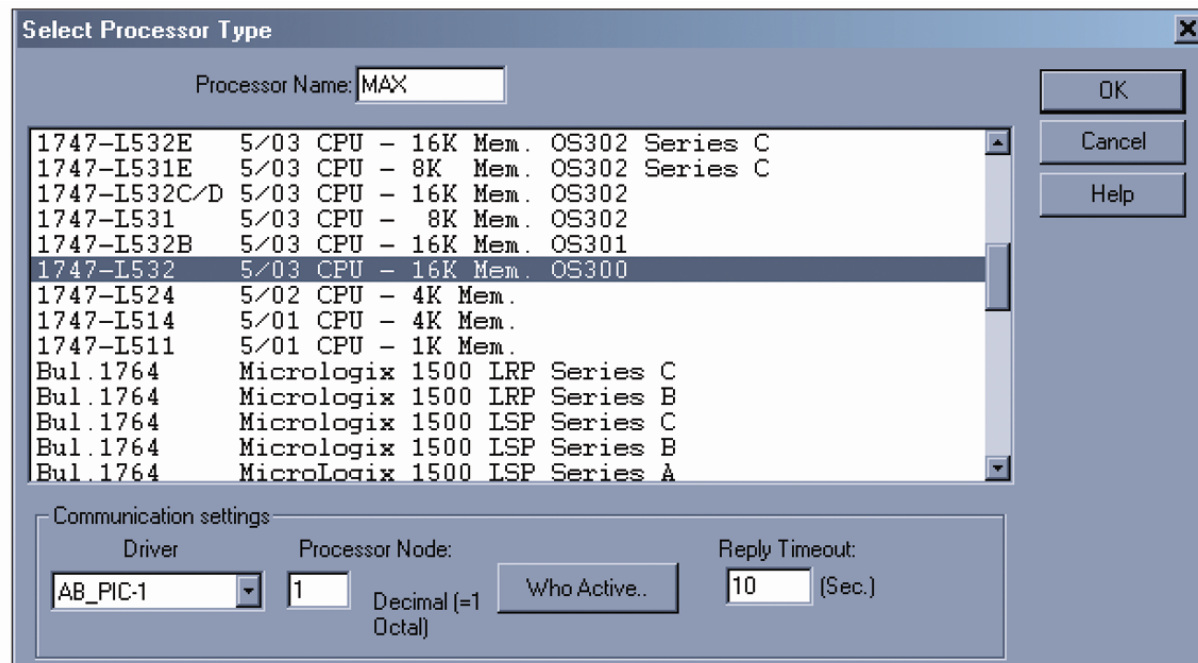 Select Processor Type
Processor Name: MAX
OK
Cancel
Help
1747-L532E 5/03 CPU - 16K Mem. OS302 Series C
1747-L531E 5/03 CPU - 8K Mem. OS302 Series C
1747-L532C/D 5/03 CPU - 16K Mem. OS302
1747-L531 5/03 CPU - 8K Mem. OS302
1747-L532B 5/03 CPU - 16K Mem. OS301
1747-L532 5/03 CPU - 16K Mem. OS300
1747-L524 5/02 CPU - 4K Mem.
1747-L514 5/01 CPU - 4K Mem.
1747-L511 5/01 CPU - 1K Mem.
Bul.1764 Micrologix 1500 LRP Series C
Bul.1764 Micrologix 1500 LRP Series B
Bul.1764 Micrologix 1500 LSP Series C
Bul.1764 Micrologix 1500 LSP Series B
Bul.1764 MicroLogix 1500 LSP Series A
Communication settings
Driver
AB_PIC-1
Processor Node:
1 Decimal (=1
Octal)
Who Active..
Reply Timeout:
10 (Sec.)